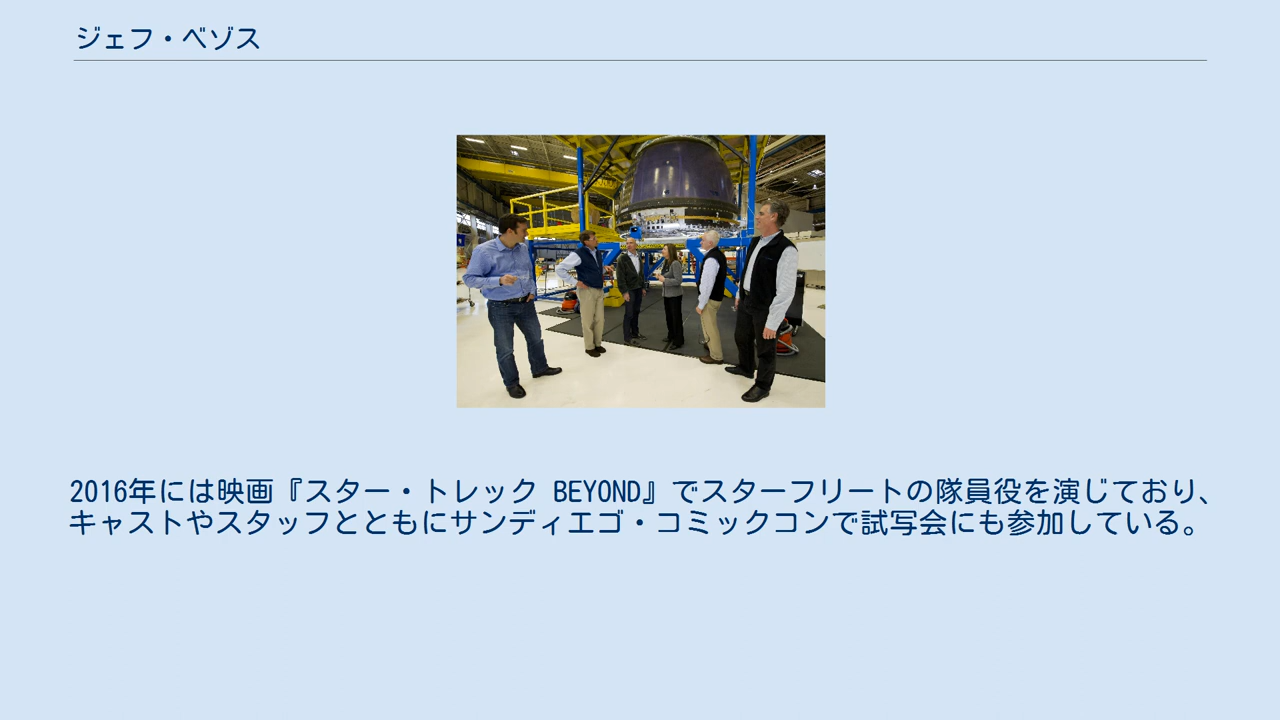 ジェフ・ベゾス
2016年には映画『スター・トレック BEYOND』でスターフリートの隊員役を演じており、
キャストやスタッフとともにサンディエゴ・コミックコンで試写会にも参加している。